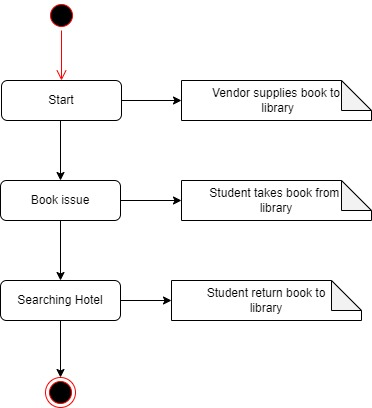 Start
Vendor supplies book to
library
Book issue
Student takes book from
library
Searching Hotel
Student return book to
library